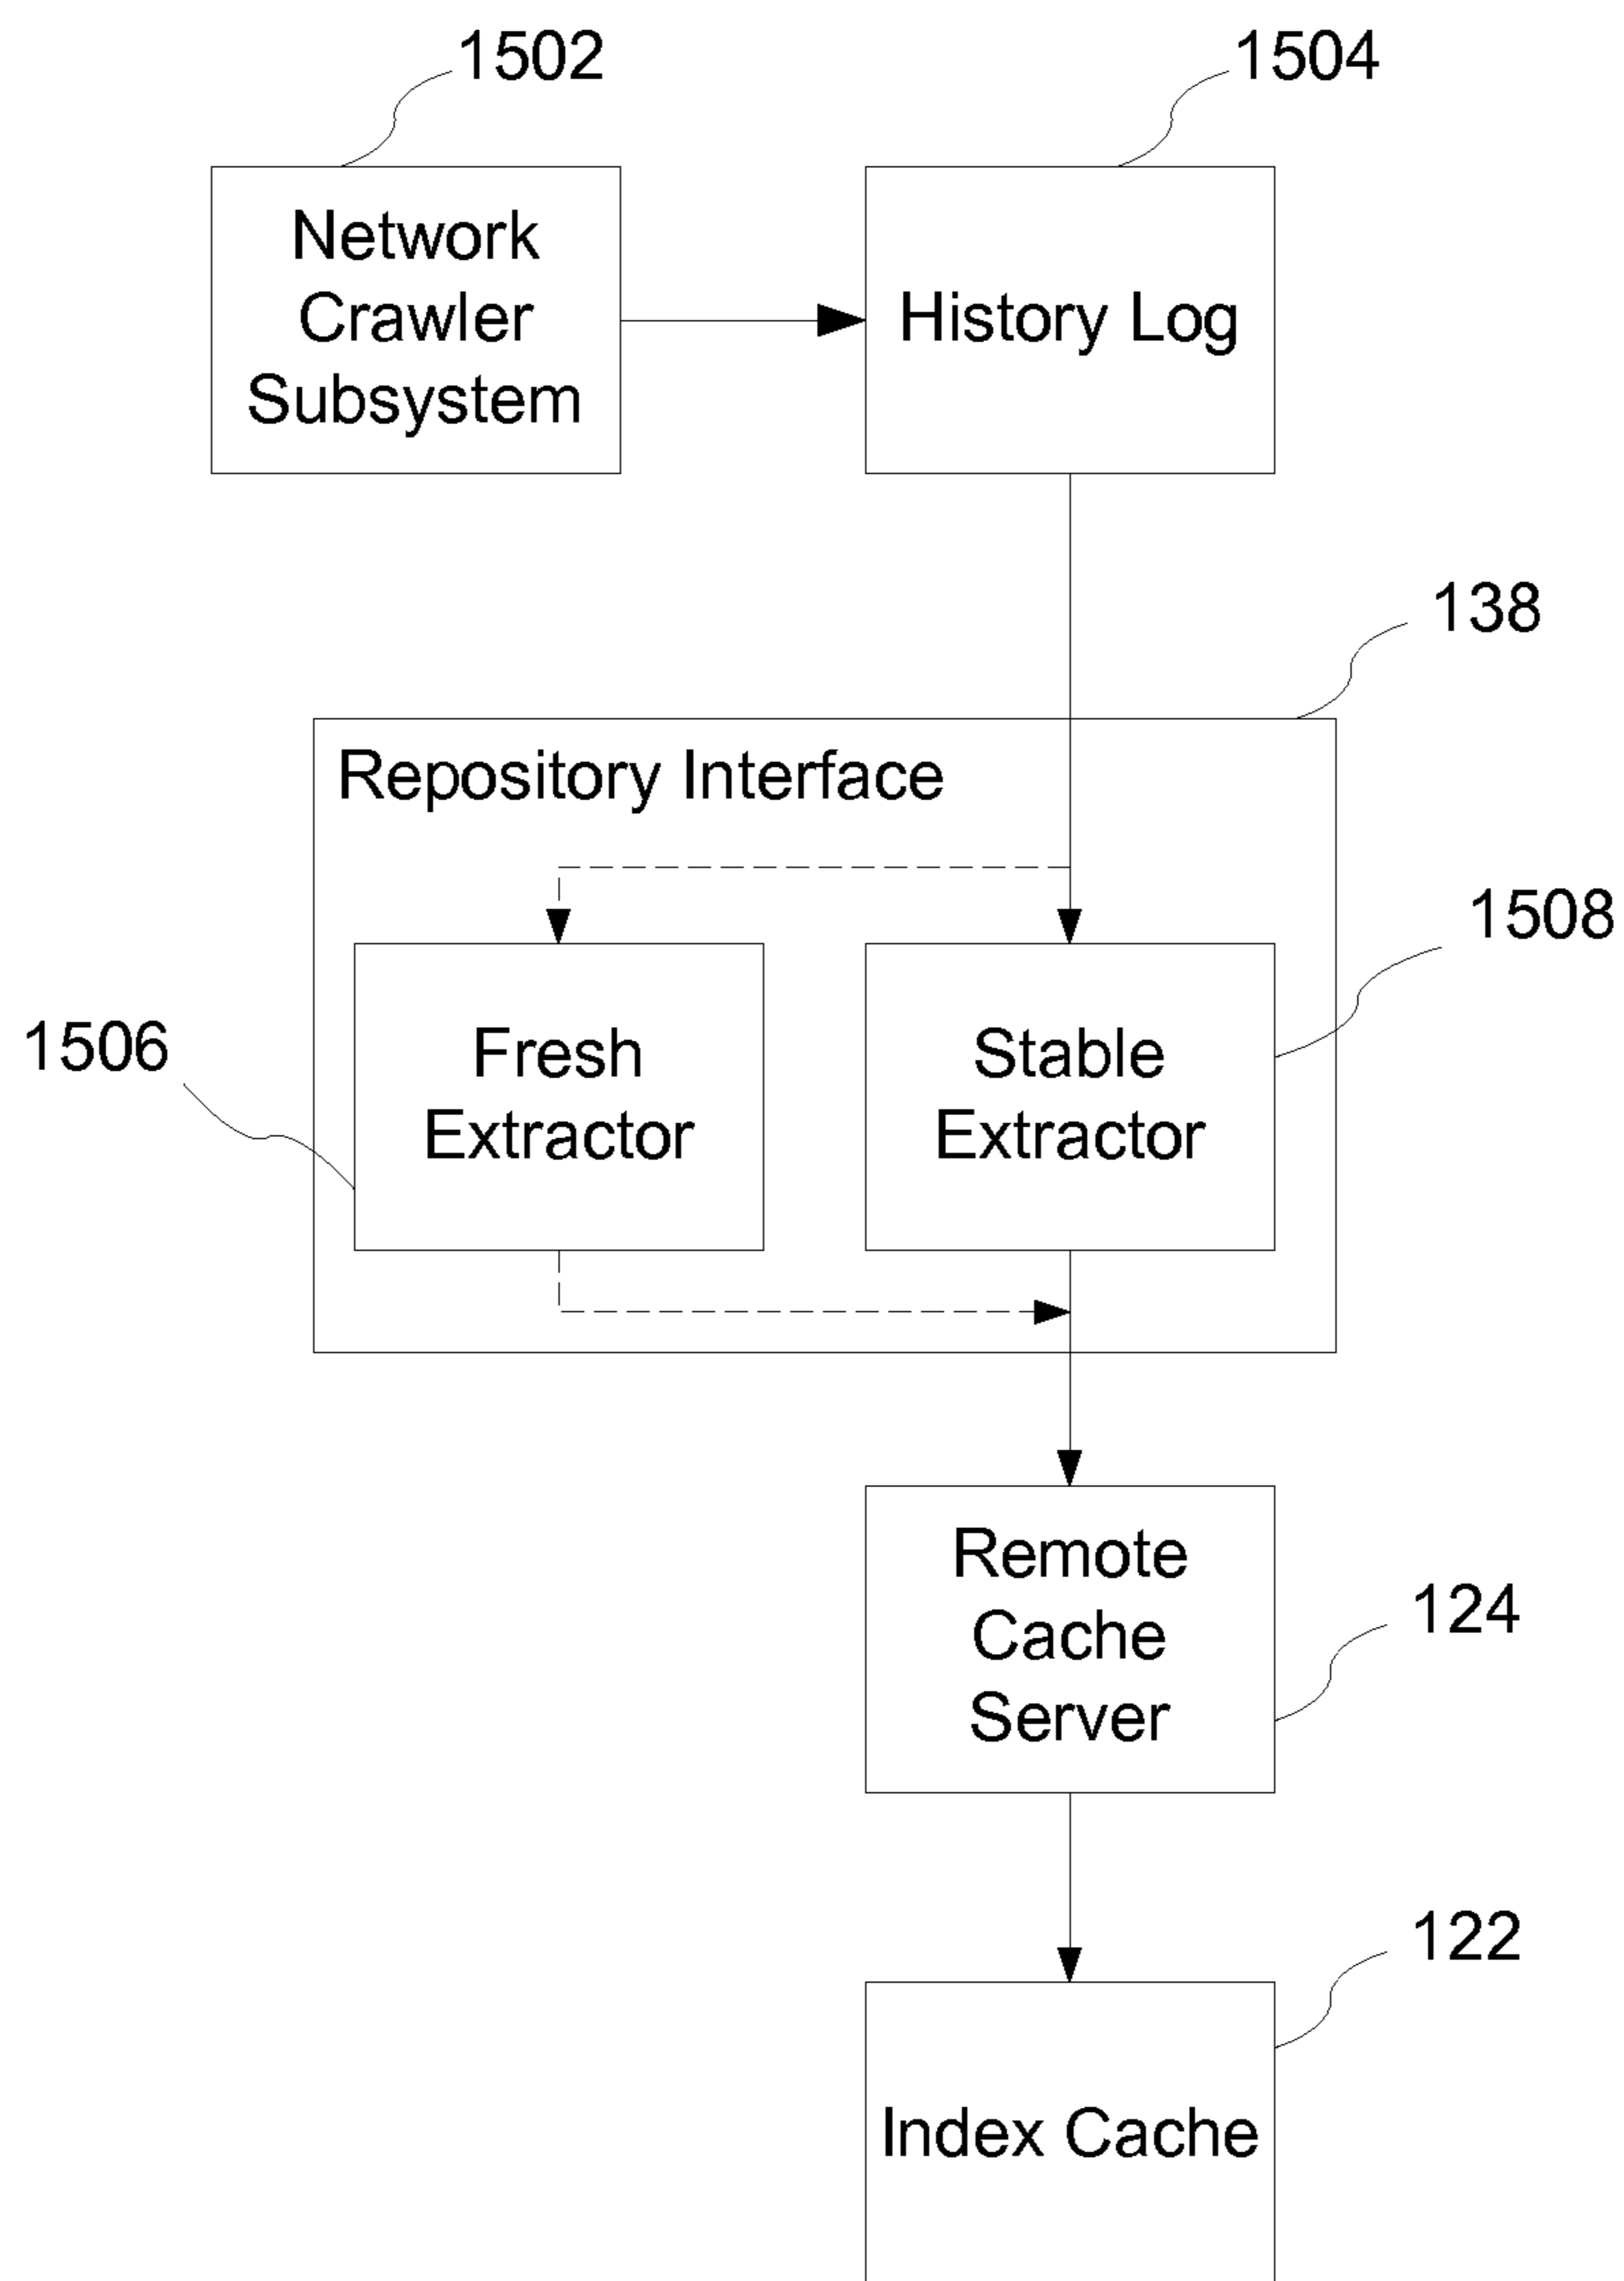 1502
1504
Network
Crawler
Subsystem
History Log
138
Repository Interface
1508
1506
Fresh
Extractor
Stable
Extractor
Remote
Cache
Server
124
122
Index Cache